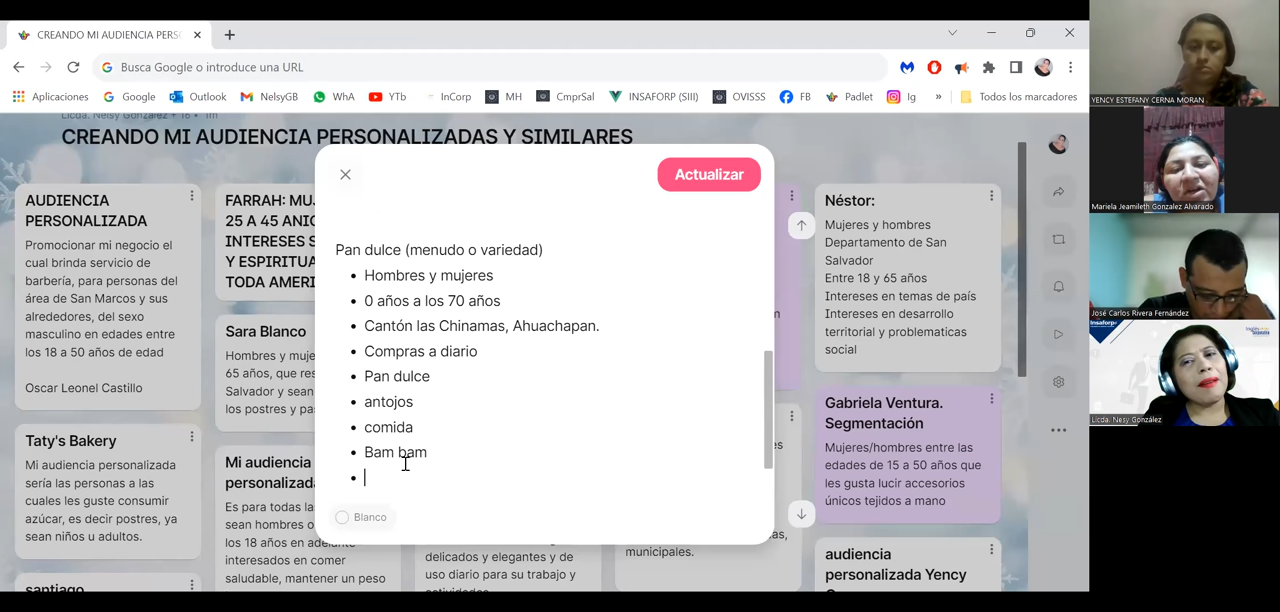 CREANDO MI AUDIENCIA PERSO
Busca Google o introduce una URL
Aplicaciones Google Outlook NelsyGB WhA YTb InCorp MH CmprSal INSAFORP (SIII) OVISSS FB Padlet Ig » Todos los marcadores
Licda. Nelsy González • 16 • 1m
CREANDO MI AUDIENCIA PERSONALIZADAS Y SIMILARES
AUDIENCIA
PERSONALIZADA
Promocionar mi negocio el
cual brinda servicio de
barbería, para personas del
área de San Marcos y sus
alrededores, del sexo
masculino en edades entre
los 18 a 50 años de edad
Oscar Leonel Castillo
Taty's Bakery
Mi audiencia personalizada
sería las personas a las
cuales les guste consumir
azúcar, es decir postres, ya
sean niños u adultos.
santiago
FARRAH: MU
25 A 45 ANIO
INTERESES S
Y ESPIRITUA
TODA AMERI
Sara Blanco
Hombres y muje
65 años, que res
Salvador y sean
los postres y pas
Mi audiencia
personalizada
Es para todas la
sean hombres o
los 18 años en adelante
interesados en comer
saludable, mantener un peso
Actualizar
Pan dulce (menudo o variedad)
• Hombres y mujeres
• 0 años a los 70 años
• Cantón las Chinamas, Ahuachapan.
• Compras a diario
• Pan dulce
• antojos
• comida
• Bam bam
Blanco
delicados y elegantes y de
uso diario para su trabajo y
actividades
municipales.
Néstor:
Mujeres y hombres
Departamento de San
Salvador
Entre 18 y 65 años
Intereses en temas de país
Intereses en desarrollo
territorial y problematicas
social
Gabriela Ventura.
Segmentación
Mujeres/hombres entre las
edades de 15 a 50 años que
les gusta lucir accesorios
únicos tejidos a mano
audiencia
personalizada Yency
YENCY ESTEFANY CERNA MORAN
Mariela Jeamileth Gonzalez Alvarado
José Carlos Rivera Fernández
Insaforp
Licda. Nesy González